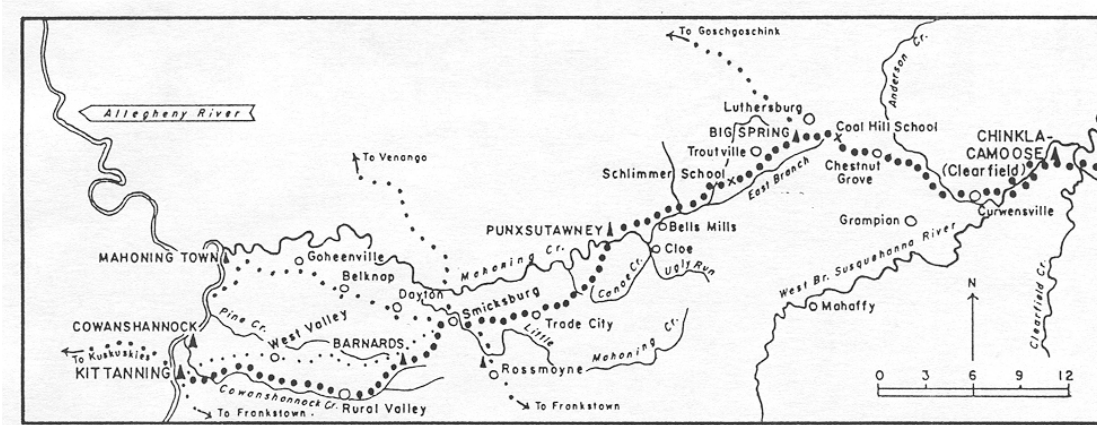 To Goschgoschink
Anderson Cr.
Allegheny River
Luthersburg
BIG SPRING
Coal Hill School
CHINKLA-
CAMOOSE
(Clearfield)
Troutville
Chestnut
Grove
To Venango
Schlimmer School
East Branch
Curwensville
Grampian
PUNXSUTAWNEY
Bells Mills
MAHONING TOWN
Goheenville
Mahoning Cr.
Cloe
Canoe Cr.
Ugly Run
West Br. Susquehanna River
Belknap
Dayton
Smicksburg
Mahaffy
N
Clearfield Cr.
Pine Cr.
West Valley
Trade City
COWANSHANNOCK
BARNARDS
Little
Mahoning
Cr.
To Kuskuskies
KITTANNING
Rossmoyne
0 3 6 9 12
Cowanshannock Cr.
Rural Valley
To Frankstown
To Frankstown